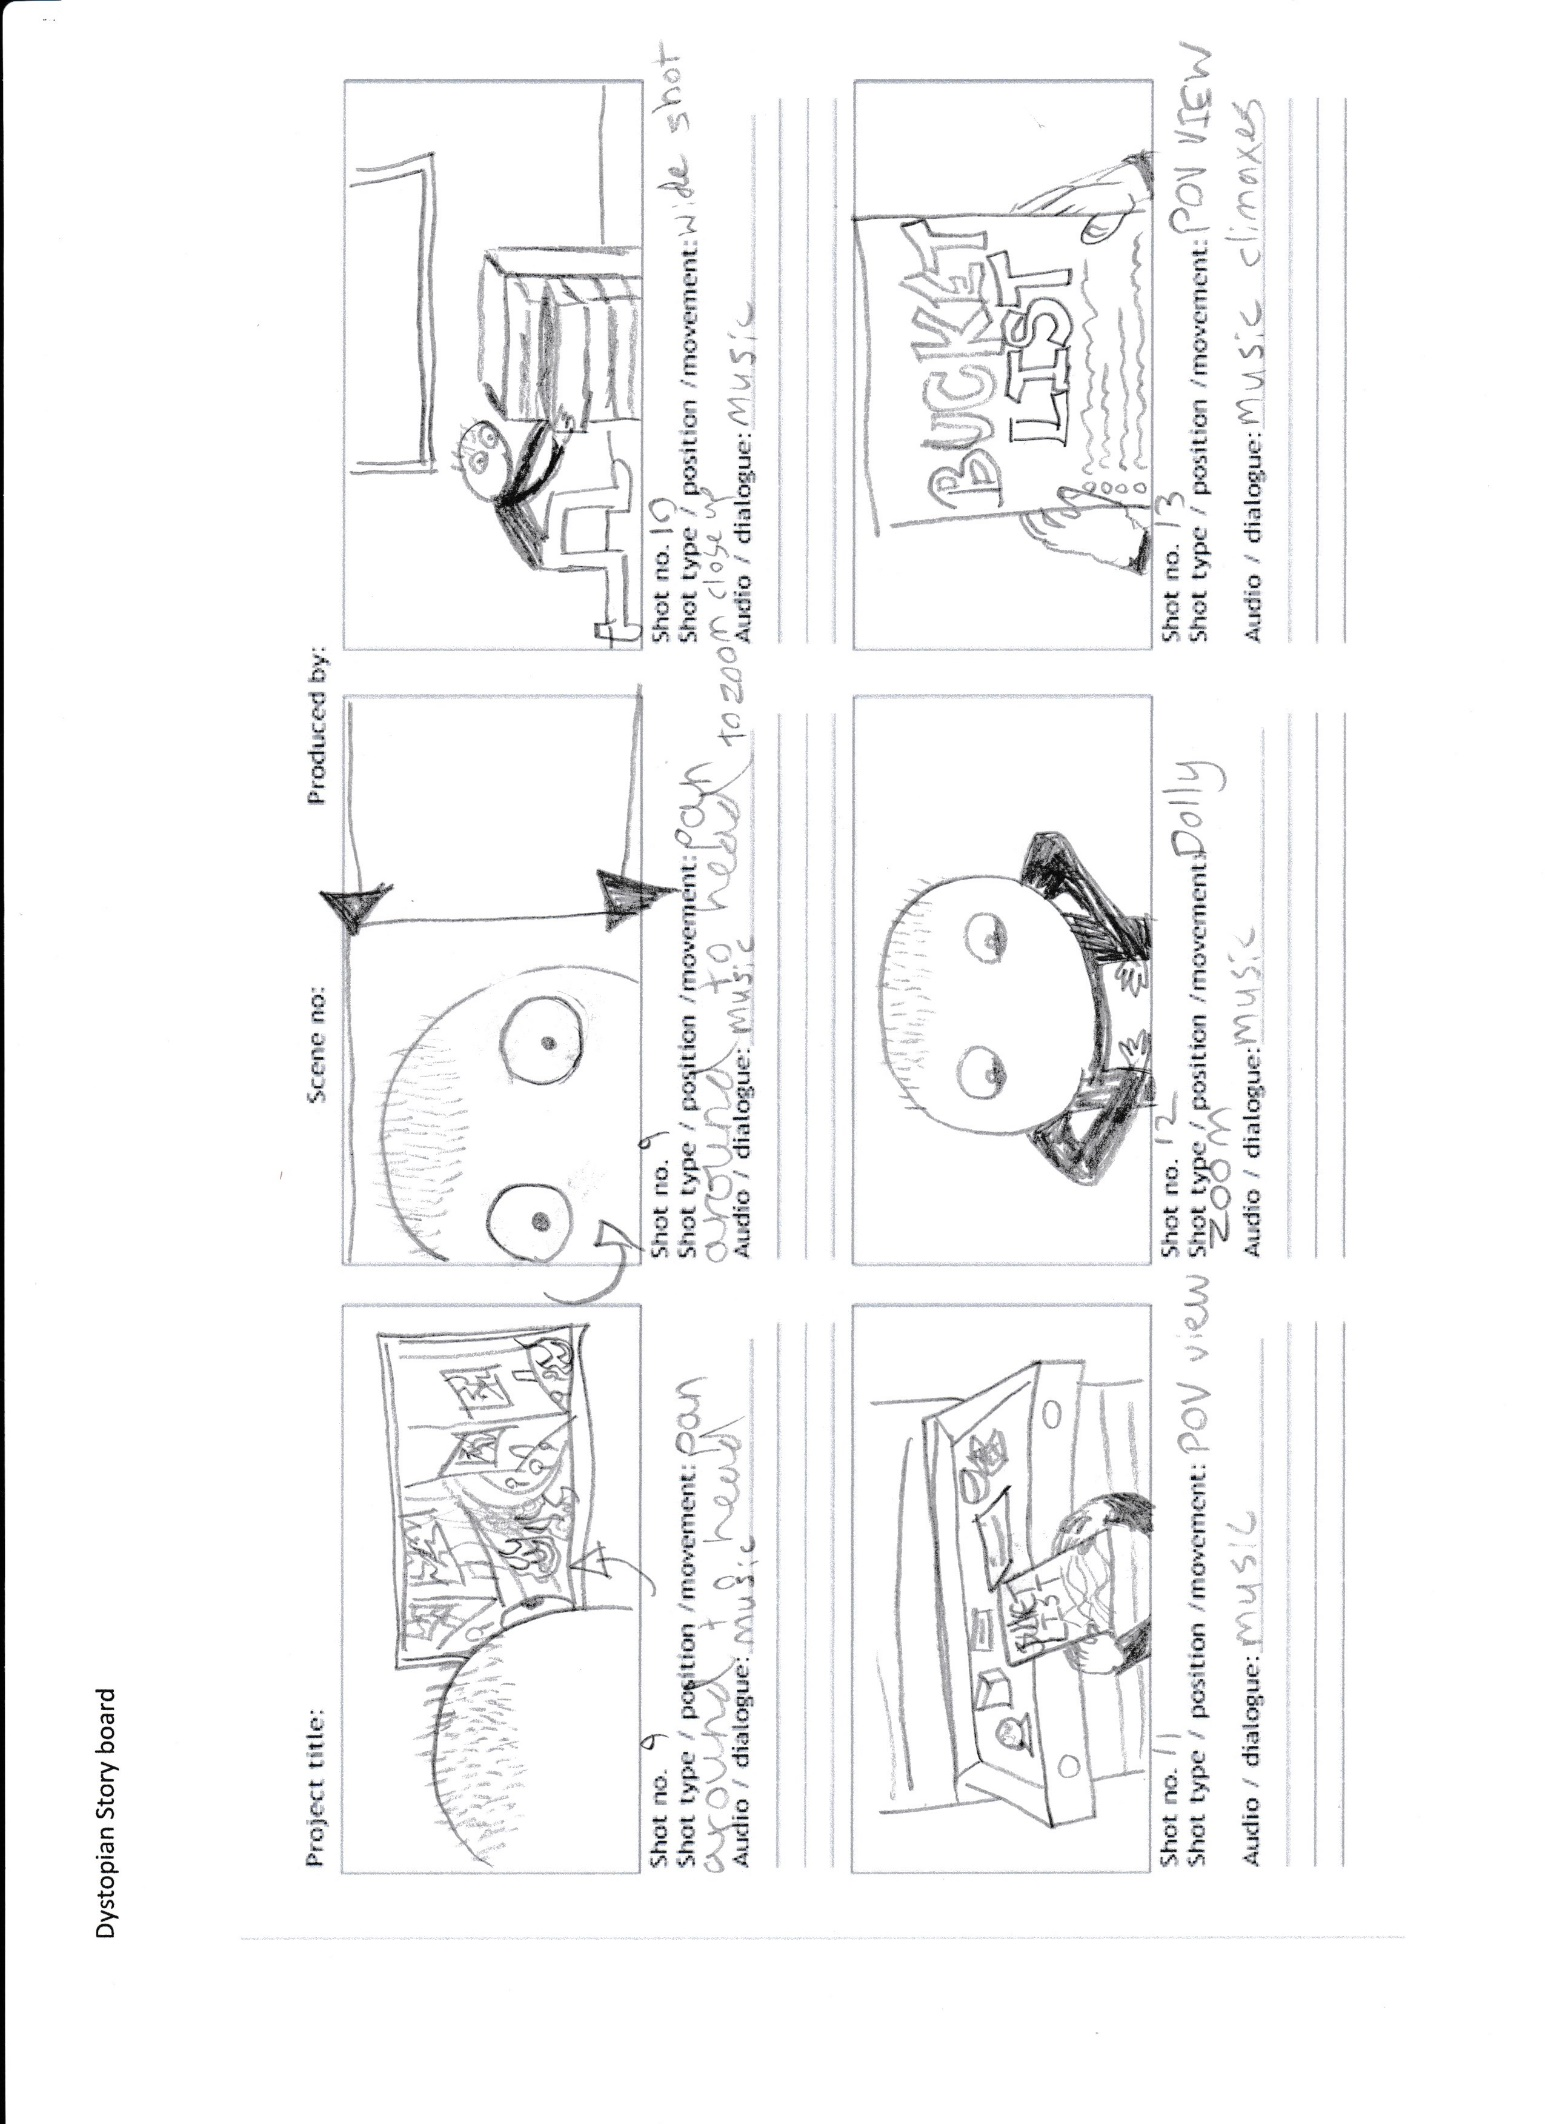 Dystopian Story board
Project title:
Scene no:
Produced by:
Shot no. 9
Shot type / position /movement: pan
around + head
Audio / dialogue: music
Shot no. 9
Shot type / position /movement: pan
around to head to zoom close up
Audio / dialogue: music
Shot no. 10
Shot type / position /movement: wide shot
Audio / dialogue: music
BUCKET
LIST
Shot no. 11
Shot type / position /movement: POV view
Audio / dialogue: music
Shot no. 12
Shot type / position /movement: Dolly
zoom
Audio / dialogue: music
BUCKET
LIST
Shot no. 13
Shot type / position /movement: POV VIEW
Audio / dialogue: music climaxes